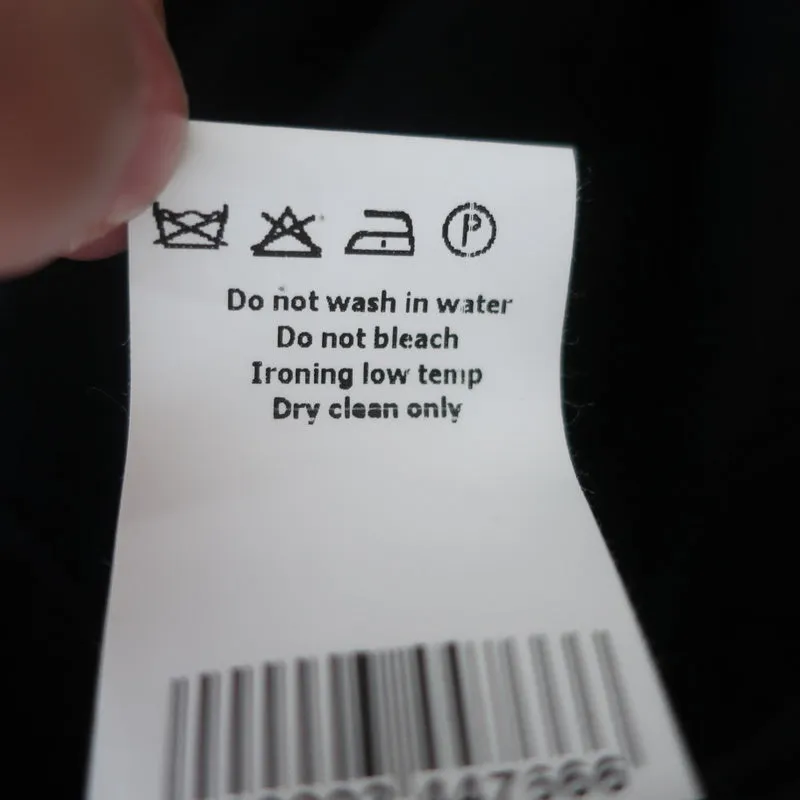 P
Do not wash in water
Do not bleach
Ironing low temp
Dry clean only